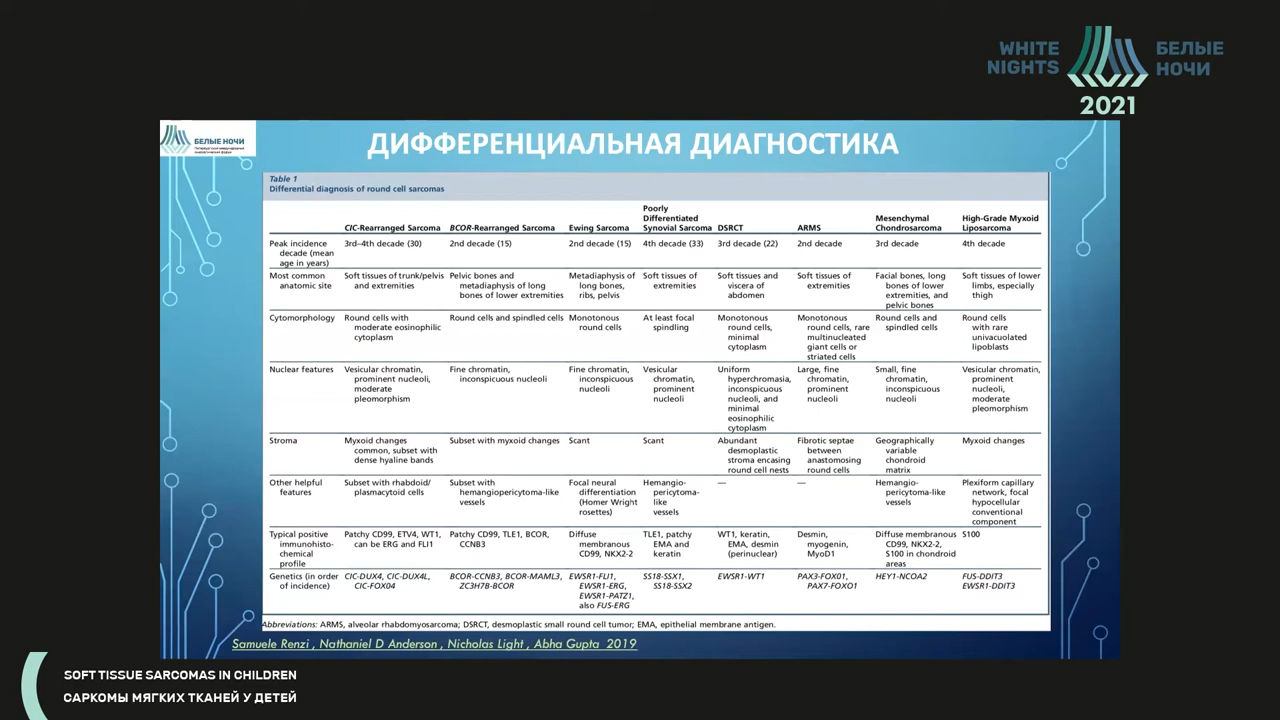 WHITE NIGHTS
БЕЛЫЕ НОЧИ
2021
БЕЛЫЕ НОЧИ
ДИФФЕРЕНЦИАЛЬНАЯ ДИАГНОСТИКА
Table 1
Differential diagnosis of round cell sarcomas
CIC-Rearranged Sarcoma BCOR-Rearranged Sarcoma Ewing Sarcoma Poorly Differentiated Synovial Sarcoma DSRCT ARMS Mesenchymal Chondrosarcoma High-Grade Myxoid Liposarcoma
Peak incidence decade (mean age in years) 3rd–4th decade (30) 2nd decade (15) 2nd decade (15) 4th decade (33) 3rd decade (22) 2nd decade 3rd decade 4th decade
Most common anatomic site Soft tissues of trunk/pelvis and extremities Pelvic bones and metadiaphysis of long bones of lower extremities Metadiaphysis of long bones, ribs, pelvis Soft tissues of extremities Soft tissues and viscera of abdomen Soft tissues of extremities Facial bones, long bones of lower extremities, and pelvic bones Soft tissues of lower limbs, especially thigh
Cytomorphology Round cells with moderate eosinophilic cytoplasm Round cells and spindled cells Monotonous round cells At least focal spindling Monotonous round cells, minimal cytoplasm Monotonous round cells, rare multinucleated giant cells or striated cells Round cells and spindled cells Round cells with rare univacuolated lipoblasts
Nuclear features Vesicular chromatin, prominent nucleoli, moderate pleomorphism Fine chromatin, inconspicuous nucleoli Fine chromatin, inconspicuous nucleoli Vesicular chromatin, prominent nucleoli Uniform hyperchromasia, inconspicuous nucleoli, and minimal eosinophilic cytoplasm Large, fine chromatin, prominent nucleoli Small, fine chromatin, inconspicuous nucleoli Vesicular chromatin, prominent nucleoli, moderate pleomorphism
Stroma Myxoid changes common, subset with dense hyaline bands Subset with myxoid changes Scant Scant Abundant desmoplastic stroma encasing round cell nests Fibrotic septae between anastomosing round cells Geographically variable chondroid matrix Myxoid changes
Other helpful features Subset with rhabdoid/ plasmacytoid cells Subset with hemangiopericytoma-like vessels Focal neural differentiation (Homer Wright rosettes) Hemangio-pericytoma-like vessels — — Hemangio-pericytoma-like vessels Plexiform capillary network, focal hypocellular conventional component
Typical positive immunohisto-chemical profile Patchy CD99, ETV4, WT1, can be ERG and FLI1 Patchy CD99, TLE1, BCOR, CCNB3 Diffuse membranous CD99, NKX2-2 TLE1, patchy EMA and keratin WT1, keratin, EMA, desmin (perinuclear) Desmin, myogenin, MyoD1 Diffuse membranous CD99, NKX2-2, S100 in chondroid areas S100
Genetics (in order of incidence) CIC-DUX4, CIC-DUX4L, CIC-FOX04 BCOR-CCNB3, BCOR-MAML3, ZC3H7B-BCOR EWSR1-FLI1, EWSR1-ERG, EWSR1-PATZ1, also FUS-ERG SS18-SSX1, SS18-SSX2 EWSR1-WT1 PAX3-FOX01, PAX7-FOXO1 HEY1-NCOA2 FUS-DDIT3 EWSR1-DDIT3
Abbreviations: ARMS, alveolar rhabdomyosarcoma; DSRCT, desmoplastic small round cell tumor; EMA, epithelial membrane antigen.
Samuele Renzi , Nathaniel D Anderson , Nicholas Light , Abha Gupta 2019
SOFT TISSUE SARCOMAS IN CHILDREN
САРКОМЫ МЯГКИХ ТКАНЕЙ У ДЕТЕЙ